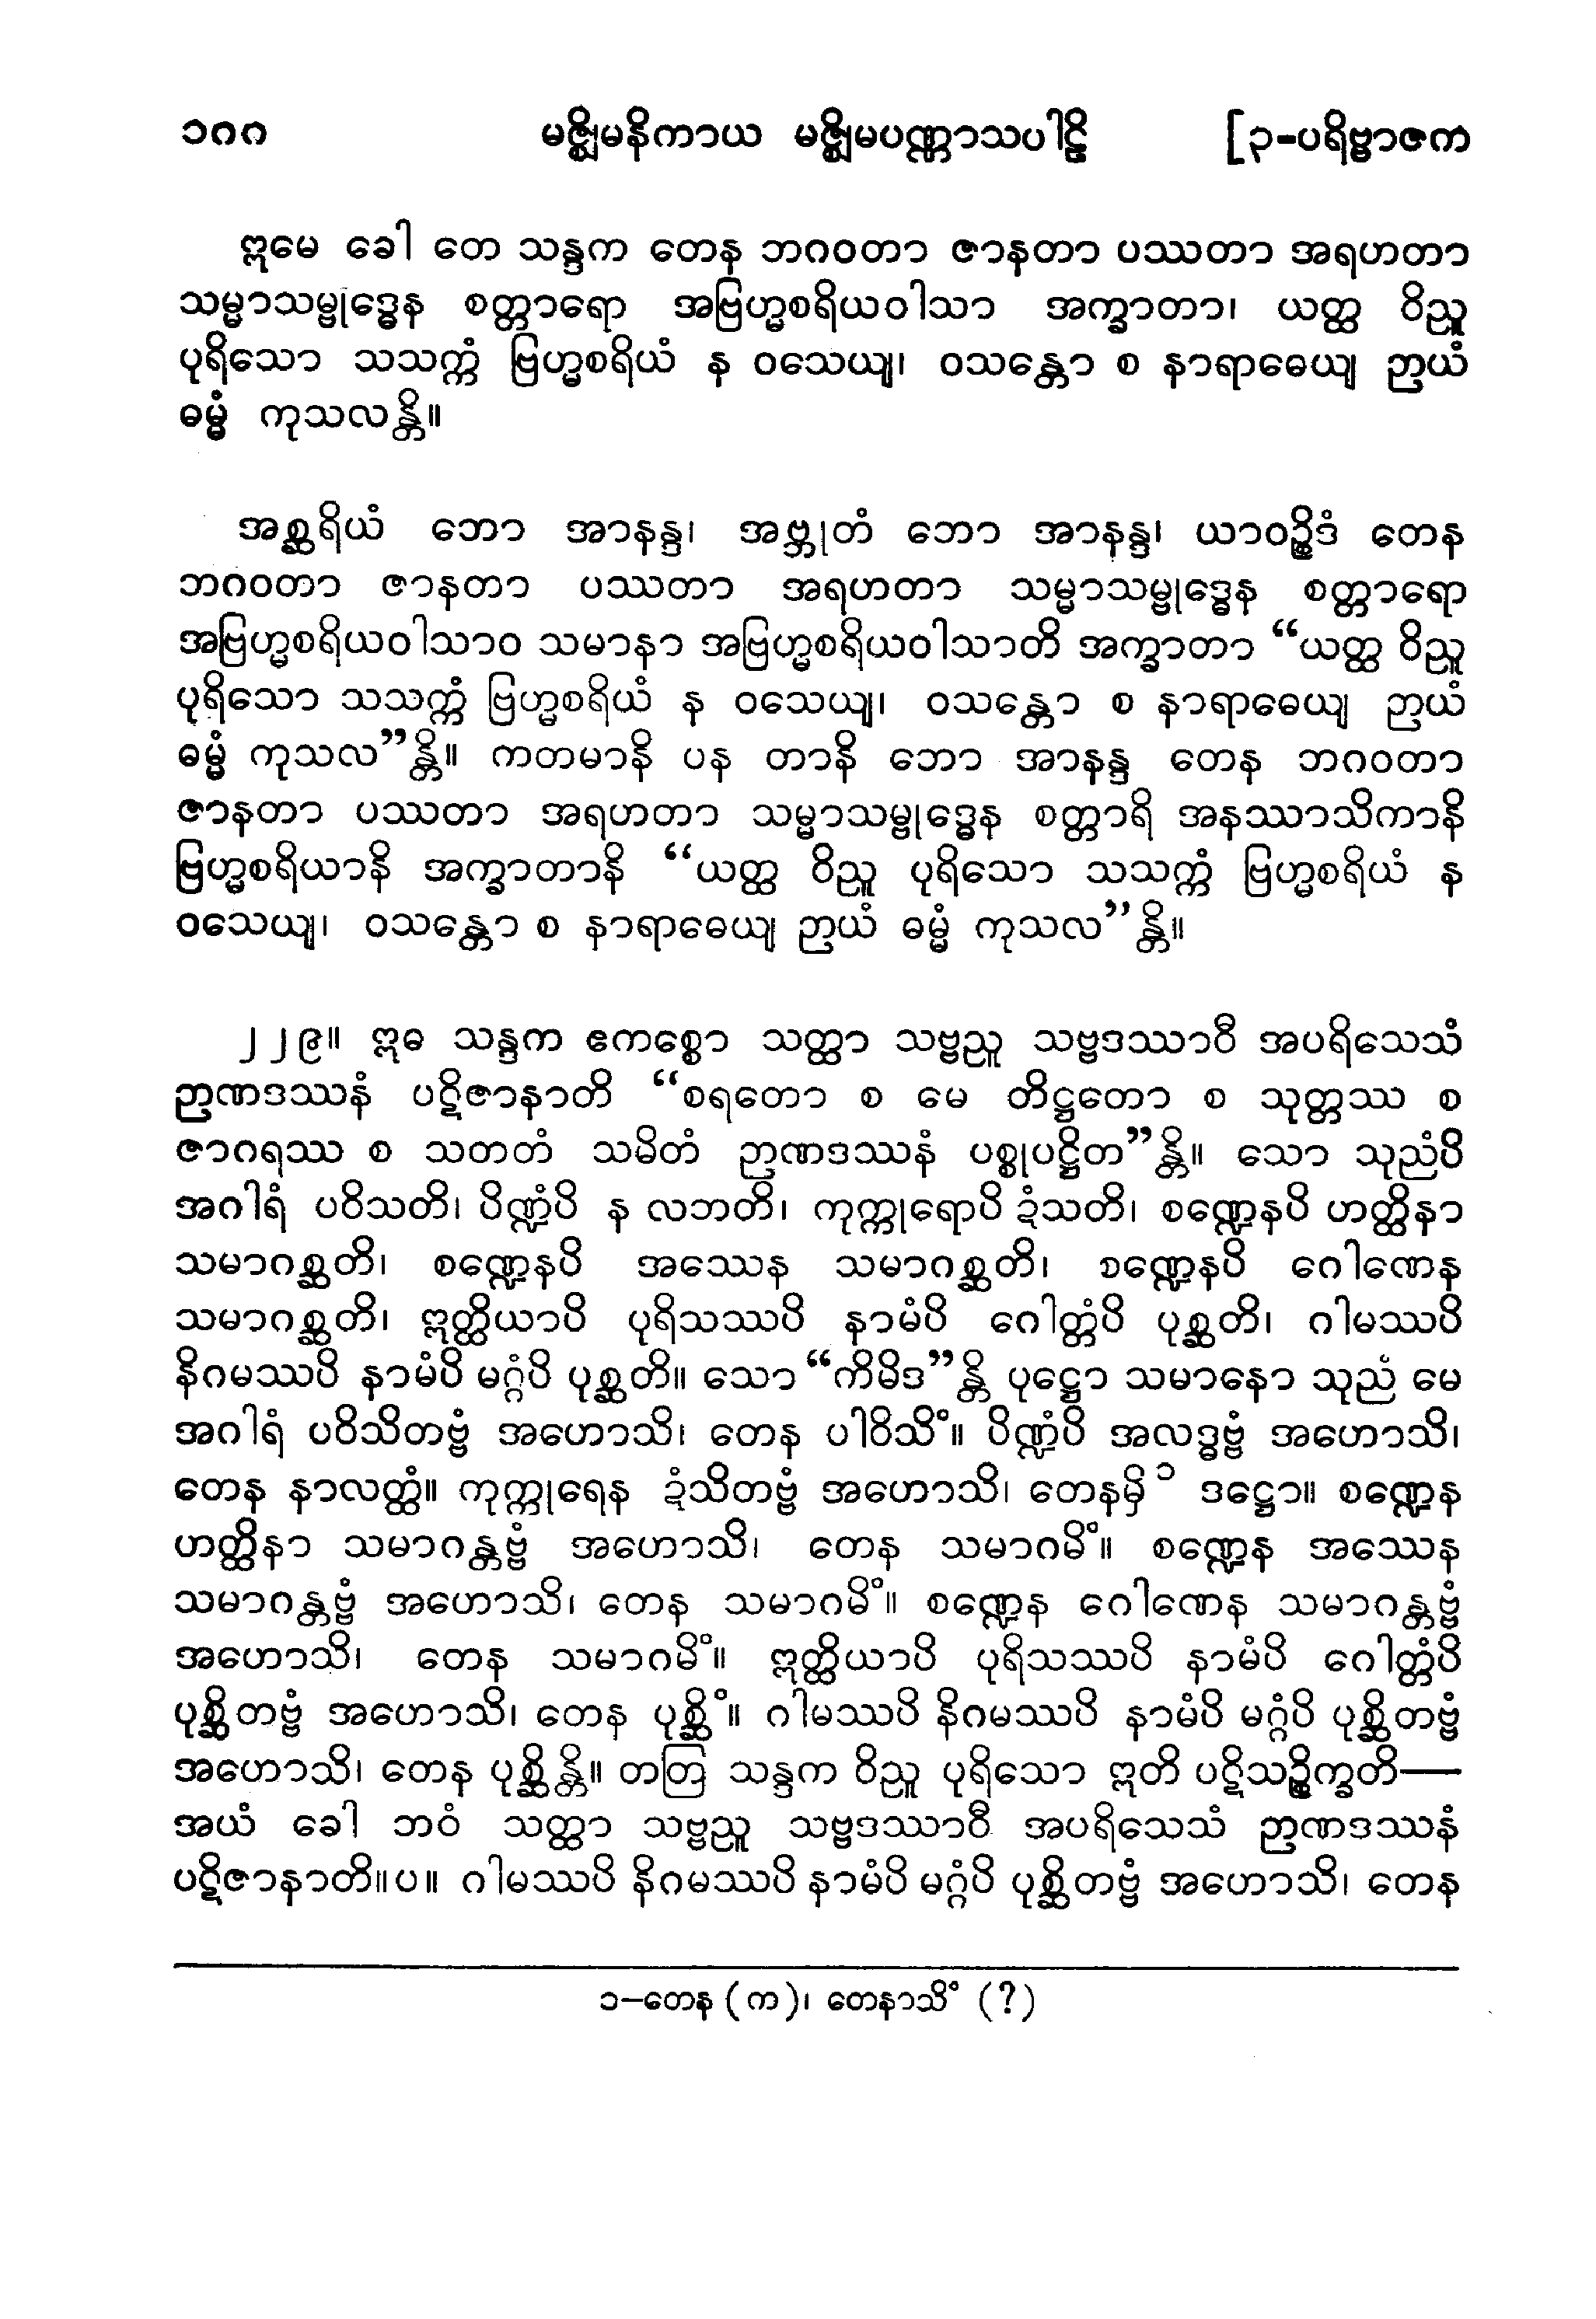 ၁၈၈ မဇ္ဈိမနိကာယ မဇ္ဈိမပဏ္ဏာသပါဠိ [၃-ပရိဗ္ဗာဇက
ဣမေ ခေါ တေ သန္ဒက တေန ဘဂဝတာ ဇာနတာ ပဿတာ အရဟတာ
သမ္မာသမ္ဗုဒ္ဓေန စတ္တာရော အဗြဟ္မစရိယဝါသာ အက္ခာတာ၊ ယတ္ထ ဝိညူ
ပုရိသော သသက္ကံ ဗြဟ္မစရိယံ န ဝသေယျ၊ ဝသန္တော စ နာရာဓေယျ ဉာယံ
ဓမ္မံ ကုသလန္တိ။
အစ္ဆရိယံ ဘော အာနန္ဒ၊ အဗ္ဘုတံ ဘော အာနန္ဒ၊ ယာဝဉ္စိဒံ တေန
ဘဂဝတာ ဇာနတာ ပဿတာ အရဟတာ သမ္မာသမ္ဗုဒ္ဓေန စတ္တာရော
အဗြဟ္မစရိယဝါသာဝ သမာနာ အဗြဟ္မစရိယဝါသာတိ အက္ခာတာ “ယတ္ထ ဝိညူ
ပုရိသော သသက္ကံ ဗြဟ္မစရိယံ န ဝသေယျ၊ ဝသန္တော စ နာရာဓေယျ ဉာယံ
ဓမ္မံ ကုသလ”န္တိ။ ကတမာနိ ပန တာနိ ဘော အာနန္ဒ တေန ဘဂဝတာ
ဇာနတာ ပဿတာ အရဟတာ သမ္မာသမ္ဗုဒ္ဓေန စတ္တာရိ အနဿာသိကာနိ
ဗြဟ္မစရိယာနိ အက္ခာတာနိ “ယတ္ထ ဝိညူ ပုရိသော သသက္ကံ ဗြဟ္မစရိယံ န
ဝသေယျ၊ ဝသန္တော စ နာရာဓေယျ ဉာယံ ဓမ္မံ ကုသလ”န္တိ။
၂၂၉။ ဣဓ သန္ဒက ဧကစ္စော သတ္ထာ သဗ္ဗညူ သဗ္ဗဒဿာဝီ အပရိသေသံ
ဉာဏဒဿနံ ပဋိဇာနာတိ “စရတော စ မေ တိဋ္ဌတော စ သုတ္တဿ စ
ဇာဂရဿ စ သတတံ သမိတံ ဉာဏဒဿနံ ပစ္စုပဋ္ဌိတ”န္တိ။ သော သုညံပိ
အဂါရံ ပဝိသတိ၊ ပိဏ္ဍံပိ န လဘတိ၊ ကုက္ကုရောပိ ဍံသတိ၊ စဏ္ဍေနပိ ဟတ္ထိနာ
သမာဂစ္ဆတိ၊ စဏ္ဍေနပိ အဿေန သမာဂစ္ဆတိ၊ စဏ္ဍေနပိ ဂေါဏေန
သမာဂစ္ဆတိ၊ ဣတ္ထိယာပိ ပုရိသဿပိ နာမံပိ ဂေါတ္တံပိ ပုစ္ဆတိ၊ ဂါမဿပိ
နိဂမဿပိ နာမံပိ မဂ္ဂံပိ ပုစ္ဆတိ။ သော “ကိမိဒ”န္တိ ပုဋ္ဌော သမာနော သုညံ မေ
အဂါရံ ပဝိသိတဗ္ဗံ အဟောသိ၊ တေန ပါဝိသိံ။ ပိဏ္ဍံပိ အလဒ္ဓဗ္ဗံ အဟောသိ၊
တေန နာလတ္ထံ။ ကုက္ကုရေန ဍံသိတဗ္ဗံ အဟောသိ၊ တေနမှိ ၁ ဒဋ္ဌော။ စဏ္ဍေန
ဟတ္ထိနာ သမာဂန္တဗ္ဗံ အဟောသိ၊ တေန သမာဂမိံ။ စဏ္ဍေန အဿေန
သမာဂန္တဗ္ဗံ အဟောသိ၊ တေန သမာဂမိံ။ စဏ္ဍေန ဂေါဏေန သမာဂန္တဗ္ဗံ
အဟောသိ၊ တေန သမာဂမိံ။ ဣတ္ထိယာပိ ပုရိသဿပိ နာမံပိ ဂေါတ္တံပိ
ပုစ္ဆိတဗ္ဗံ အဟောသိ၊ တေန ပုစ္ဆိံ။ ဂါမဿပိ နိဂမဿပိ နာမံပိ မဂ္ဂံပိ ပုစ္ဆိတဗ္ဗံ
အဟောသိ၊ တေန ပုစ္ဆိန္တိ။ တတြ သန္ဒက ဝိညူ ပုရိသော ဣတိ ပဋိသဉ္စိက္ခတိ—
အယံ ခေါ ဘဝံ သတ္ထာ သဗ္ဗညူ သဗ္ဗဒဿာဝီ အပရိသေသံ ဉာဏဒဿနံ
ပဋိဇာနာတိ။ပ။ ဂါမဿပိ နိဂမဿပိ နာမံပိ မဂ္ဂံပိ ပုစ္ဆိတဗ္ဗံ အဟောသိ၊ တေန
၁–တေန (က)၊ တေနာသိံ (?)